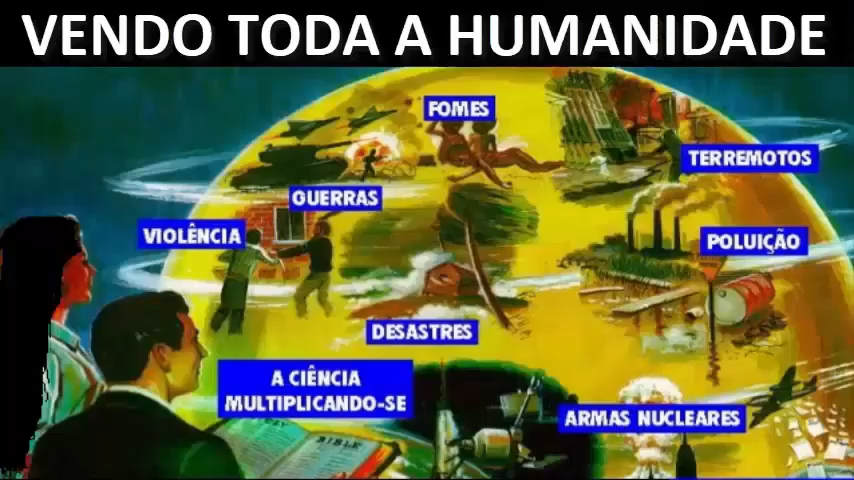 VENDO TODA A HUMANIDADE
FOMES
TERREMOTOS
GUERRAS
VIOLÊNCIA
POLUIÇÃO
DESASTRES
A CIÊNCIA
MULTIPLICANDO-SE
ARMAS NUCLEARES
BIBLE